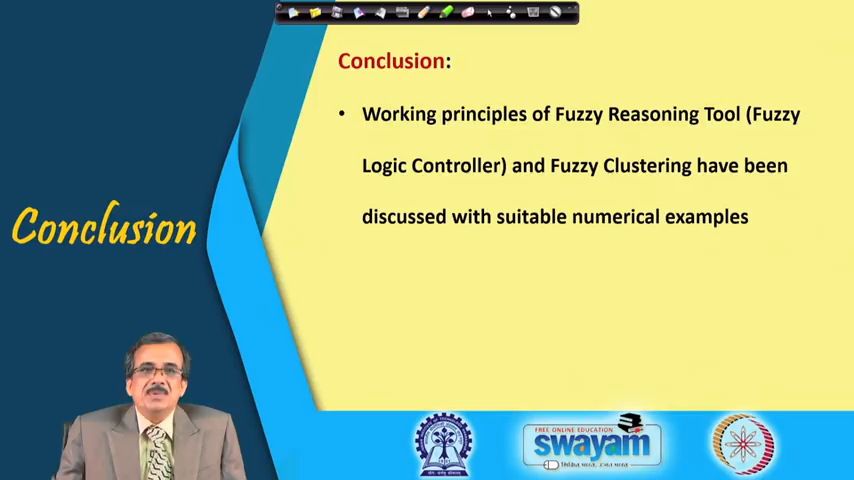 Conclusion:
• Working principles of Fuzzy Reasoning Tool (Fuzzy
Logic Controller) and Fuzzy Clustering have been
discussed with suitable numerical examples
Conclusion
FREE ONLINE EDUCATION
swayam